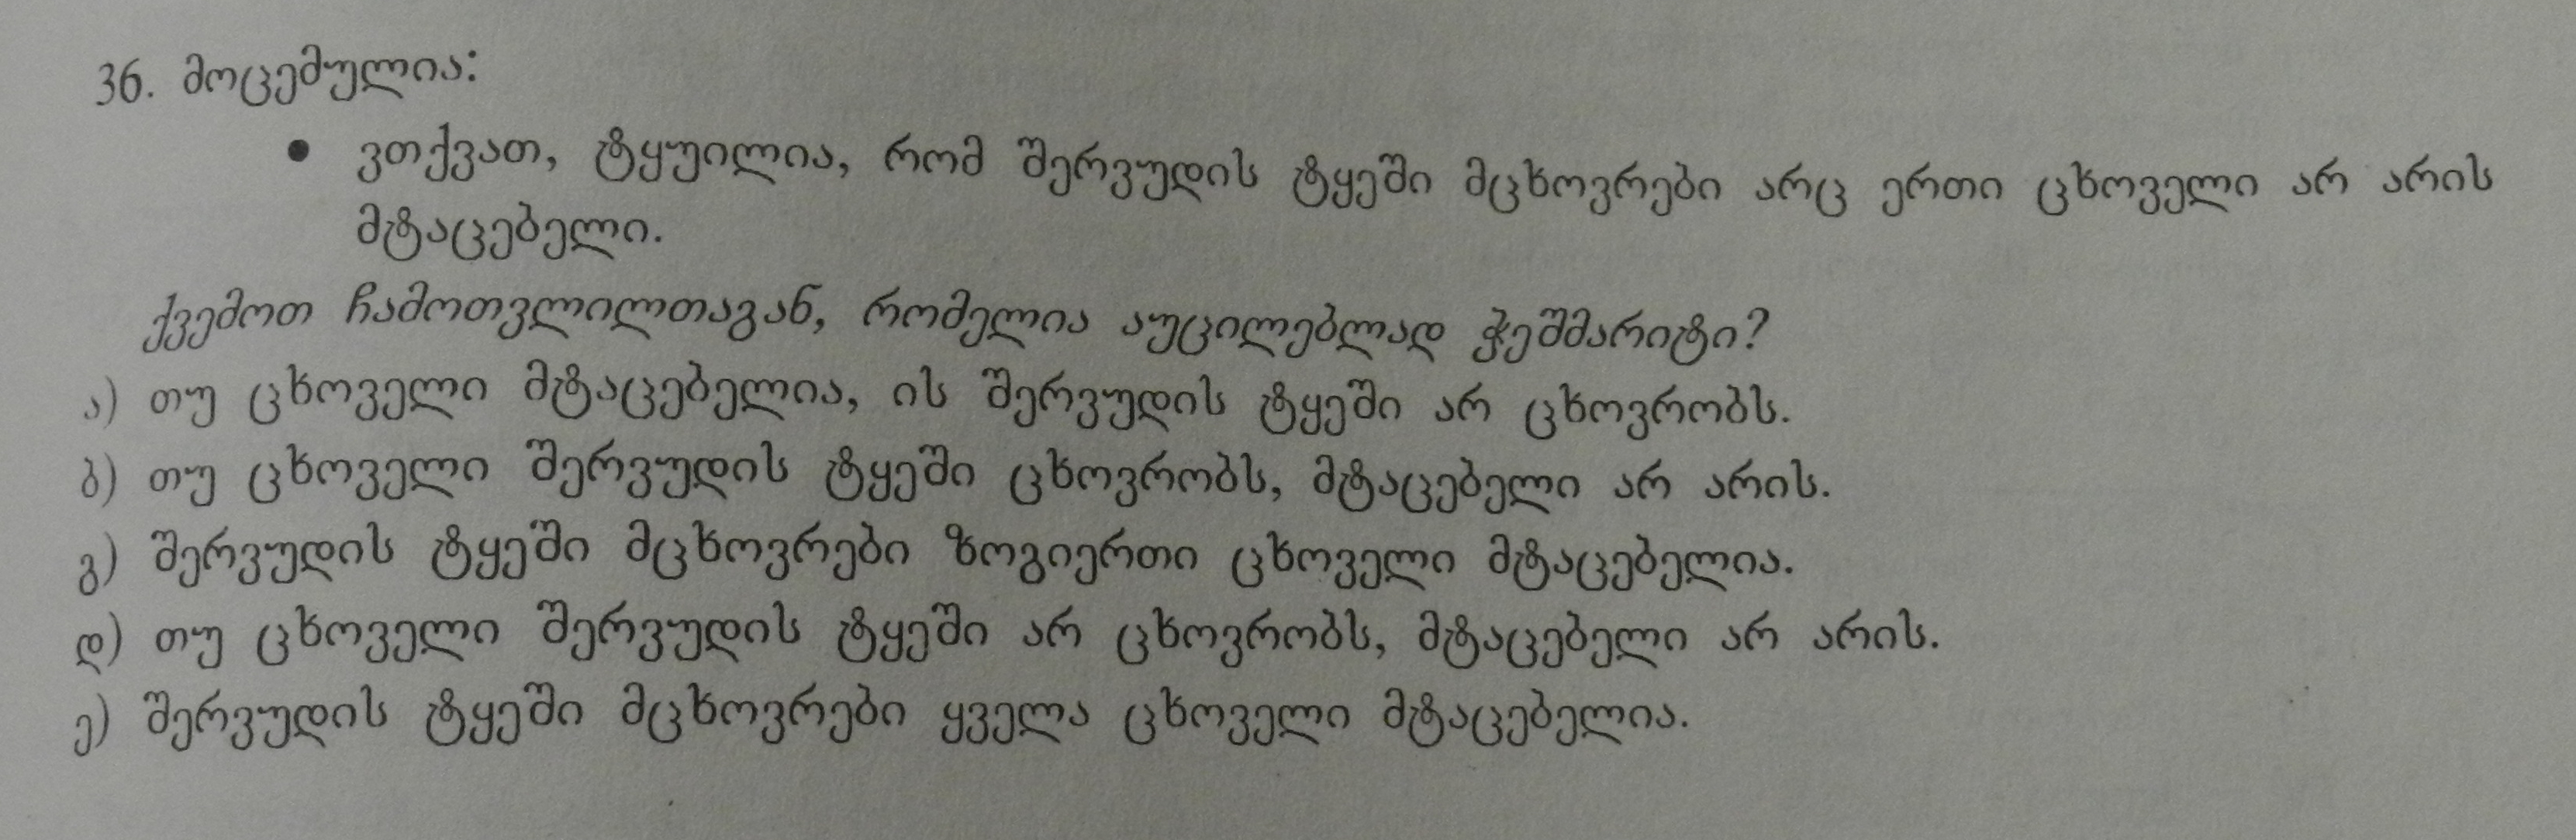 36. მოცემულია:
• ვთქვათ, ტყუილია, რომ შერვუდის ტყეში მცხოვრები არც ერთი ცხოველი არ არის
მტაცებელი.
ქვემოთ ჩამოთვლილთაგან, რომელია აუცილებლად ჭეშმარიტი?
ა) თუ ცხოველი მტაცებელია, ის შერვუდის ტყეში არ ცხოვრობს.
ბ) თუ ცხოველი შერვუდის ტყეში ცხოვრობს, მტაცებელი არ არის.
გ) შერვუდის ტყეში მცხოვრები ზოგიერთი ცხოველი მტაცებელია.
დ) თუ ცხოველი შერვუდის ტყეში არ ცხოვრობს, მტაცებელი არ არის.
ე) შერვუდის ტყეში მცხოვრები ყველა ცხოველი მტაცებელია.